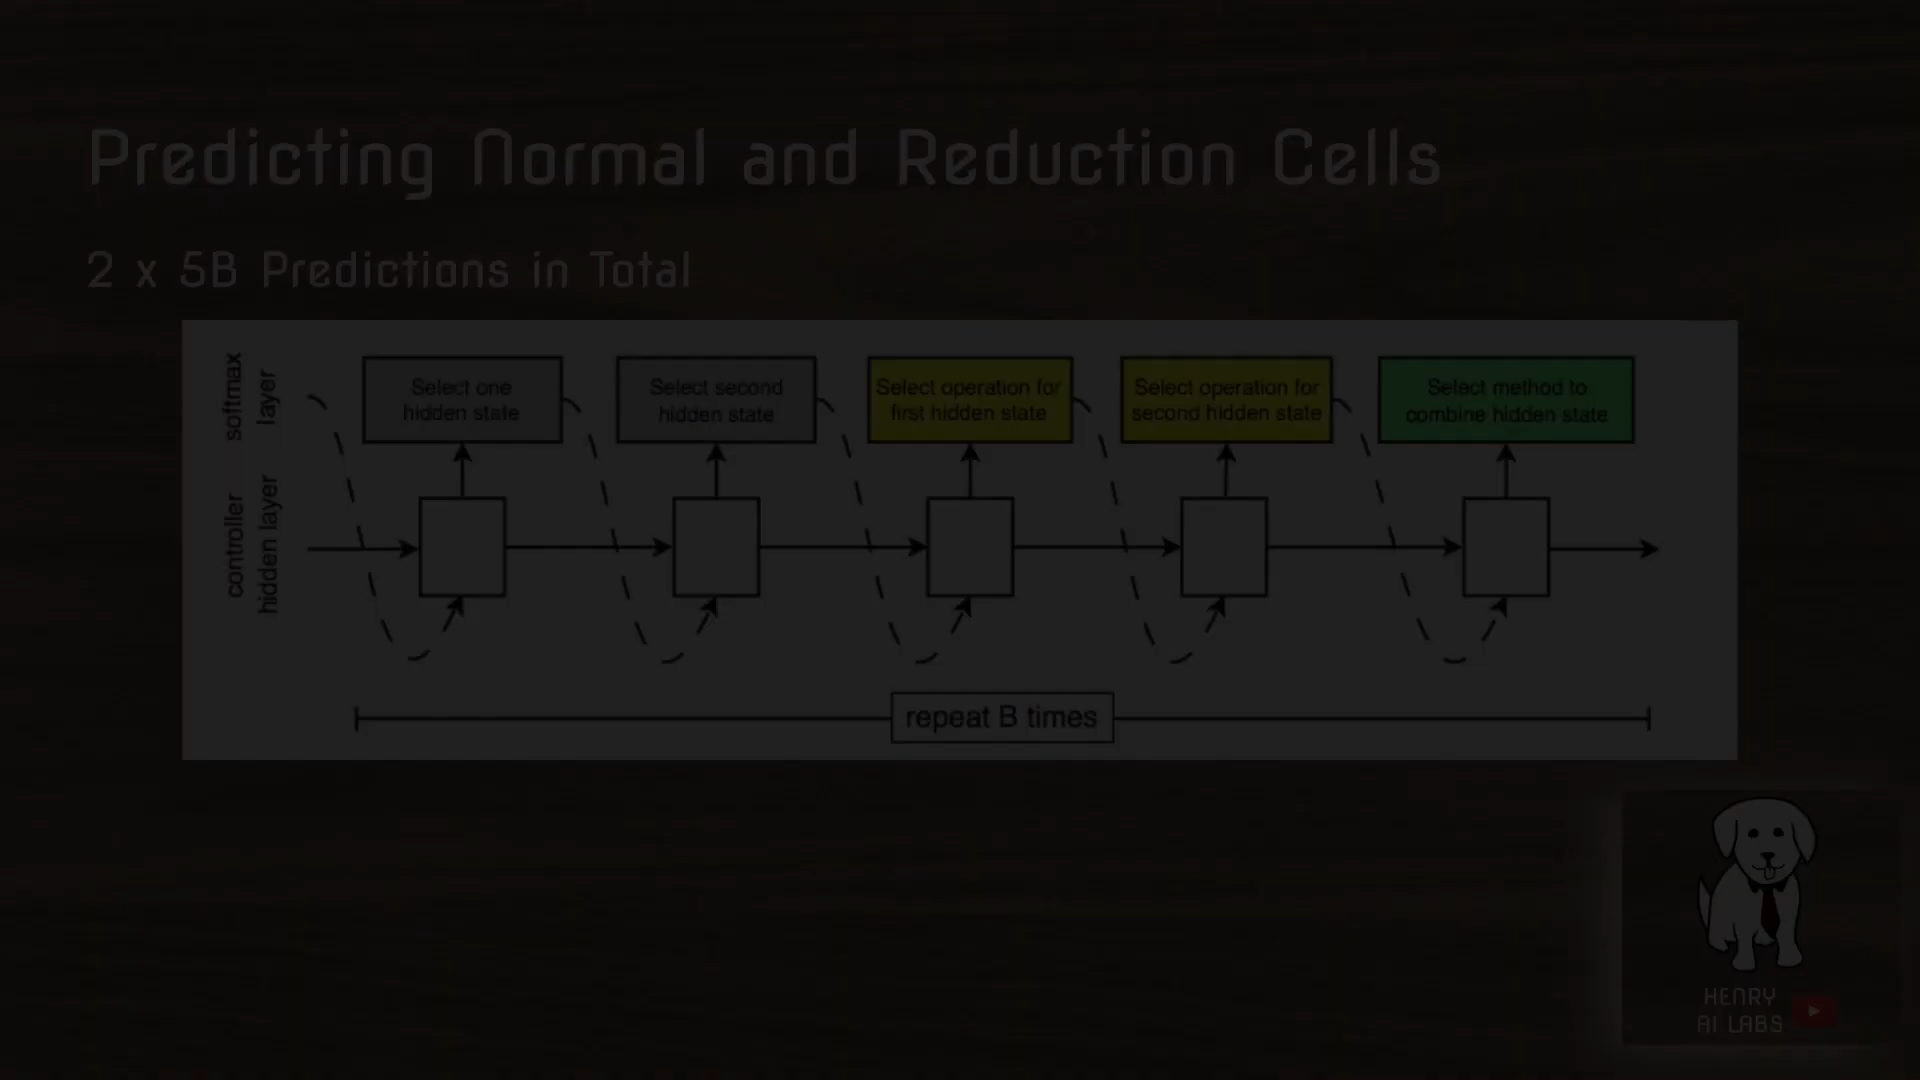 Predicting Normal and Reduction Cells
2 x 5B Predictions in Total
softmax
layer
Select one
hidden state
Select second
hidden state
Select operation for
first hidden state
Select operation for
second hidden state
Select method to
combine hidden state
controller
hidden layer
repeat B times
HENRY
AI LABS